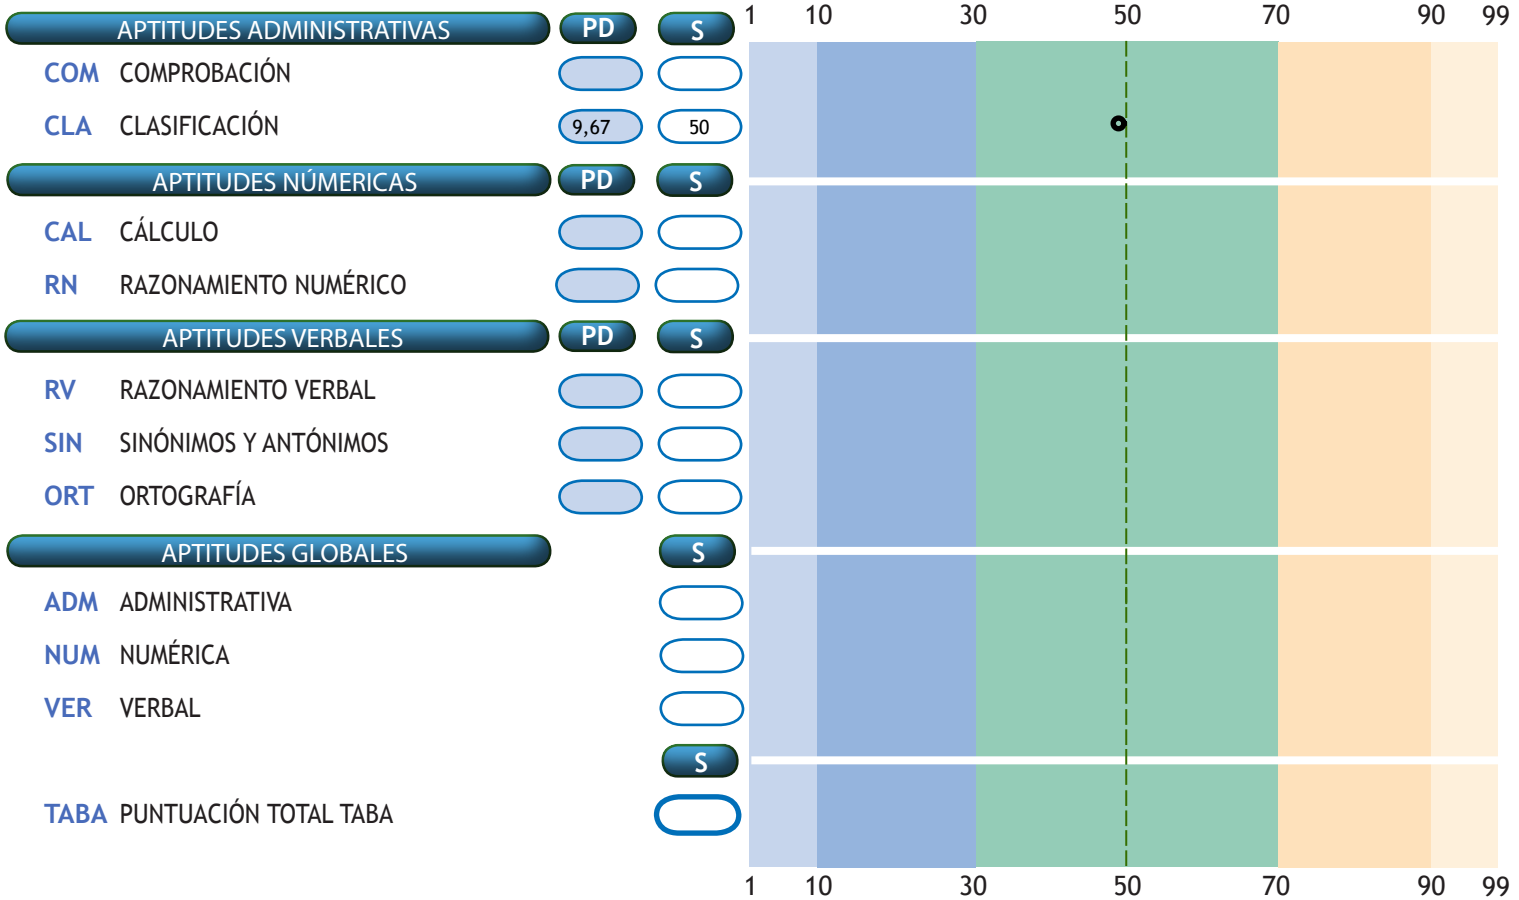 APTITUDES ADMINISTRATIVAS PD S 1 10 30 50 70 90 99
COM COMPROBACIÓN
CLA CLASIFICACIÓN 9,67 50
APTITUDES NÚMERICAS PD S
CAL CÁLCULO
RN RAZONAMIENTO NUMÉRICO
APTITUDES VERBALES PD S
RV RAZONAMIENTO VERBAL
SIN SINÓNIMOS Y ANTÓNIMOS
ORT ORTOGRAFÍA
APTITUDES GLOBALES S
ADM ADMINISTRATIVA
NUM NUMÉRICA
VER VERBAL
S
TABA PUNTUACIÓN TOTAL TABA
1 10 30 50 70 90 99